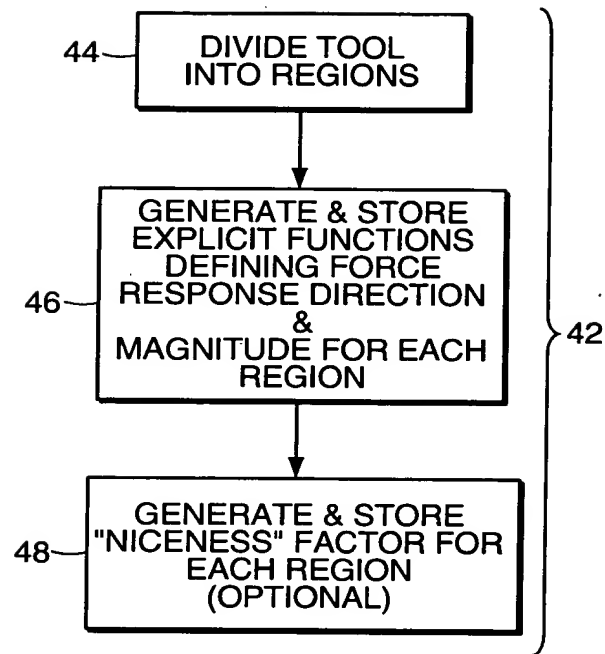 44
DIVIDE TOOL
INTO REGIONS
46
GENERATE & STORE
EXPLICIT FUNCTIONS
DEFINING FORCE
RESPONSE DIRECTION
&
MAGNITUDE FOR EACH
REGION
42
48
GENERATE & STORE
"NICENESS" FACTOR FOR
EACH REGION
(OPTIONAL)